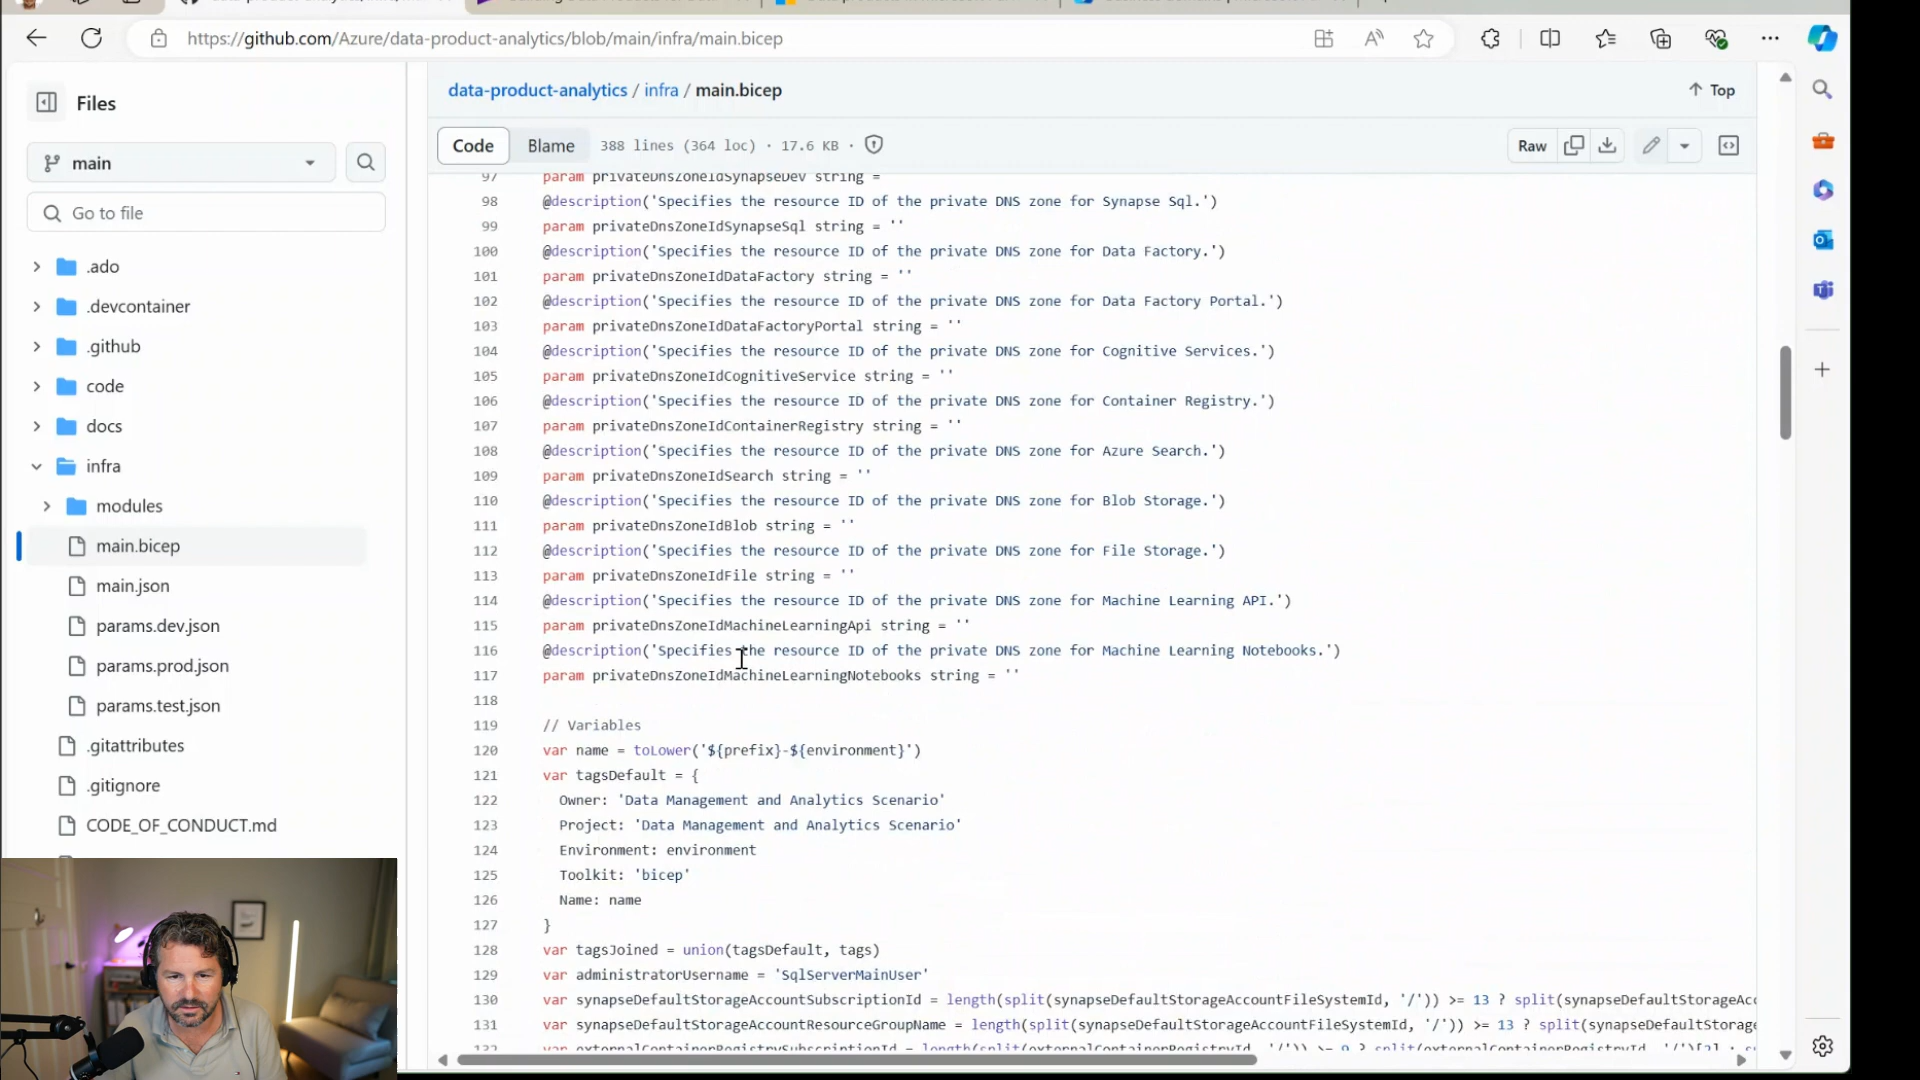 https://github.com/Azure/data-product-analytics/blob/main/infra/main.bicep
Files
main
Go to file
.ado
.devcontainer
.github
code
docs
infra
modules
main.bicep
main.json
params.dev.json
params.prod.json
params.test.json
.gitattributes
.gitignore
CODE_OF_CONDUCT.md
data-product-analytics / infra / main.bicep
Top
Code Blame 388 lines (364 loc) · 17.6 KB
Raw
97 param privateDnsZoneIdSynapseDev string =
98 @description('Specifies the resource ID of the private DNS zone for Synapse Sql.')
99 param privateDnsZoneIdSynapseSql string = ''
100 @description('Specifies the resource ID of the private DNS zone for Data Factory.')
101 param privateDnsZoneIdDataFactory string = ''
102 @description('Specifies the resource ID of the private DNS zone for Data Factory Portal.')
103 param privateDnsZoneIdDataFactoryPortal string = ''
104 @description('Specifies the resource ID of the private DNS zone for Cognitive Services.')
105 param privateDnsZoneIdCognitiveService string = ''
106 @description('Specifies the resource ID of the private DNS zone for Container Registry.')
107 param privateDnsZoneIdContainerRegistry string = ''
108 @description('Specifies the resource ID of the private DNS zone for Azure Search.')
109 param privateDnsZoneIdSearch string = ''
110 @description('Specifies the resource ID of the private DNS zone for Blob Storage.')
111 param privateDnsZoneIdBlob string = ''
112 @description('Specifies the resource ID of the private DNS zone for File Storage.')
113 param privateDnsZoneIdFile string = ''
114 @description('Specifies the resource ID of the private DNS zone for Machine Learning API.')
115 param privateDnsZoneIdMachineLearningApi string = ''
116 @description('Specifies the resource ID of the private DNS zone for Machine Learning Notebooks.')
117 param privateDnsZoneIdMachineLearningNotebooks string = ''
118
119 // Variables
120 var name = toLower('${prefix}-${environment}')
121 var tagsDefault = {
122 Owner: 'Data Management and Analytics Scenario'
123 Project: 'Data Management and Analytics Scenario'
124 Environment: environment
125 Toolkit: 'bicep'
126 Name: name
127 }
128 var tagsJoined = union(tagsDefault, tags)
129 var administratorUsername = 'SqlServerMainUser'
130 var synapseDefaultStorageAccountSubscriptionId = length(split(synapseDefaultStorageAccountFileSystemId, '/')) >= 13 ? split(synapseDefaultStorageAcc
131 var synapseDefaultStorageAccountResourceGroupName = length(split(synapseDefaultStorageAccountFileSystemId, '/')) >= 13 ? split(synapseDefaultStorage
132 var externalContainerRegistrySubscriptionId = length(split(externalContainerRegistryId, '/')) >= 9 ? split(externalContainerRegistryId, '/')[2] :